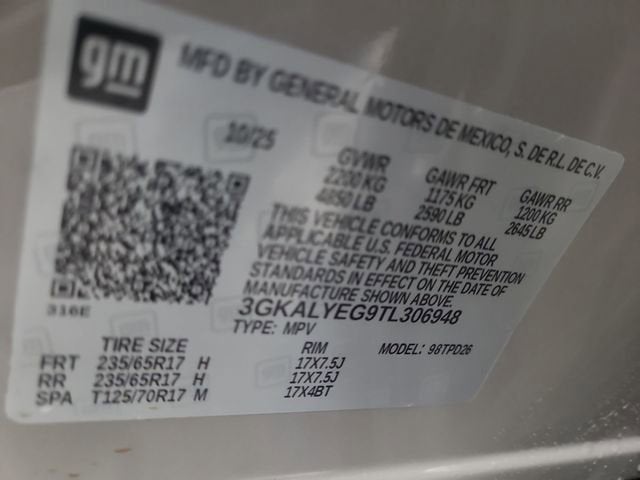 gm
MFD BY GENERAL MOTORS DE MEXICO, S. DE R.L. DE C.V.
10/25
GVWR GAWR FRT GAWR RR
2200 KG 1175 KG 1200 KG
4850 LB 2590 LB 2645 LB
THIS VEHICLE CONFORMS TO ALL
APPLICABLE U.S. FEDERAL MOTOR
VEHICLE SAFETY AND THEFT PREVENTION
STANDARDS IN EFFECT ON THE DATE OF
MANUFACTURE SHOWN ABOVE.
316E
3GKALYEG9TL306948
TYPE: MPV
TIRE SIZE RIM MODEL: 98TPD26
FRT 235/65R17 H 17X7.5J
RR 235/65R17 H 17X7.5J
SPA T125/70R17 M 17X4BT